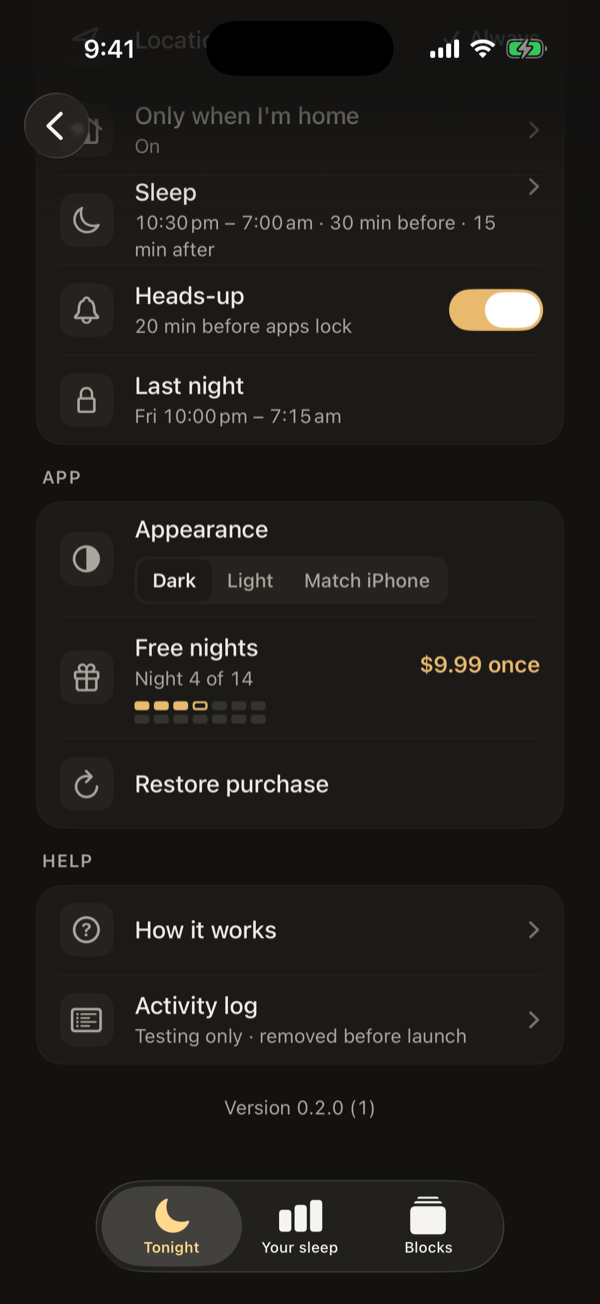 9:41
Always
Only when I'm home
On
Sleep
10:30 pm – 7:00 am · 30 min before · 15
min after
Heads-up
20 min before apps lock
Last night
Fri 10:00 pm – 7:15 am
APP
Appearance
Dark Light Match iPhone
Free nights
Night 4 of 14
$9.99 once
Restore purchase
HELP
How it works
Activity log
Testing only · removed before launch
Version 0.2.0 (1)
Tonight Your sleep Blocks